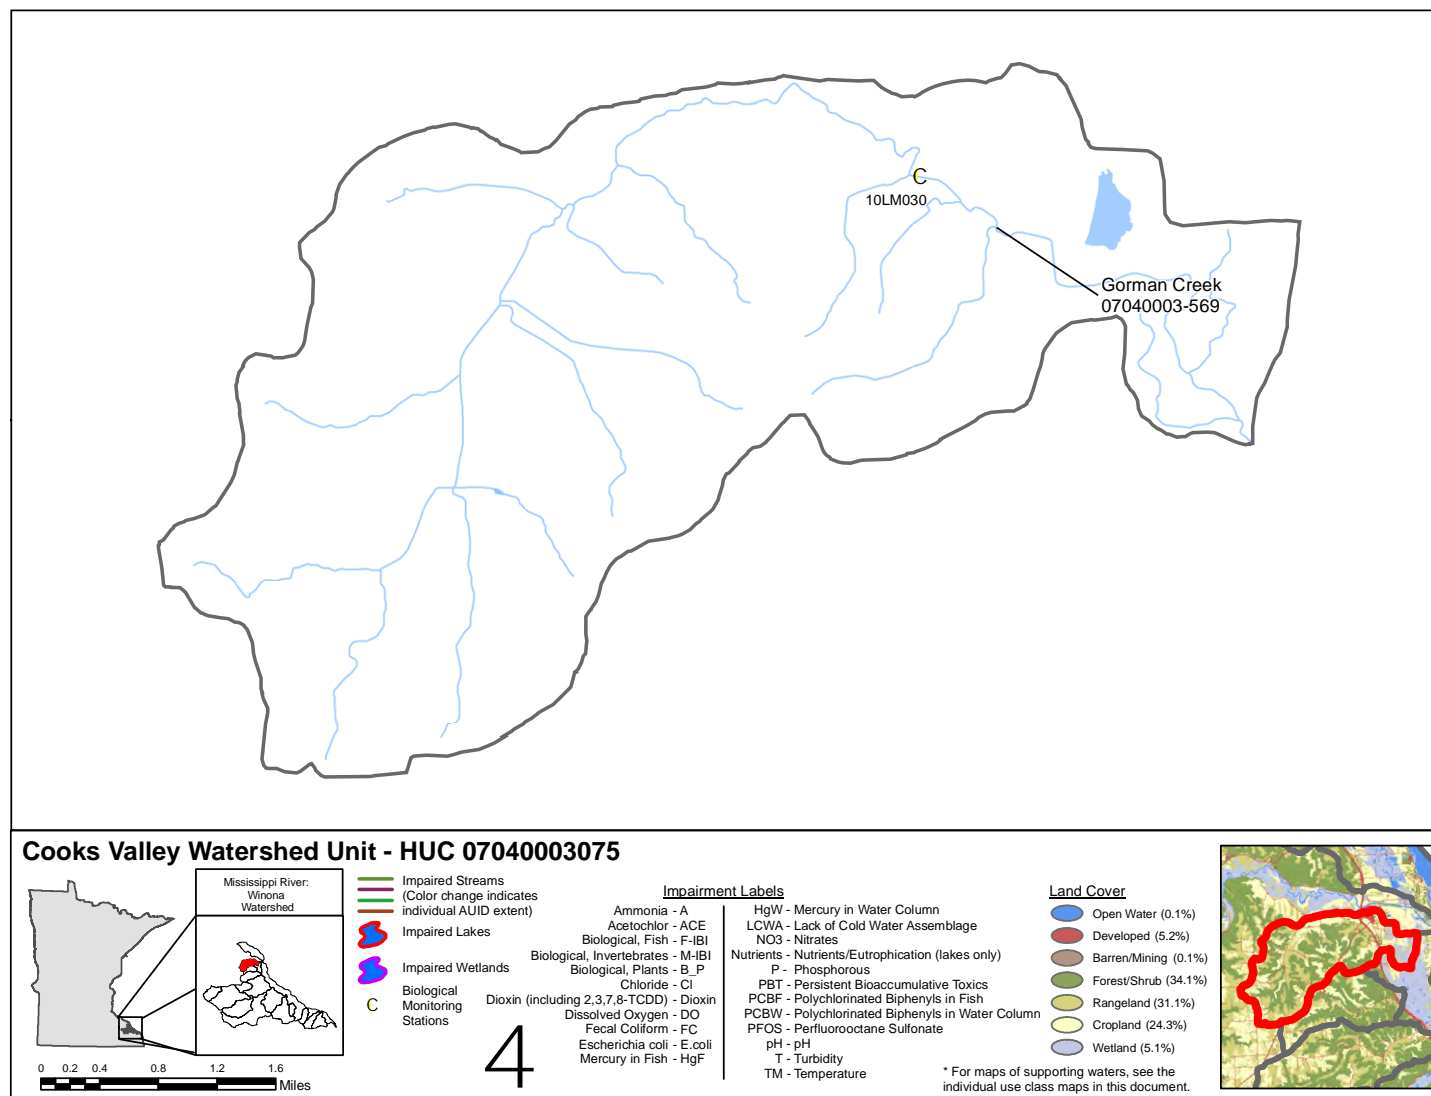 C
10LM030
Gorman Creek
07040003-569
Cooks Valley Watershed Unit - HUC 07040003075
Mississippi River:
Winona
Watershed
0 0.2 0.4 0.8 1.2 1.6
Miles
Impaired Streams
(Color change indicates
individual AUID extent)
Impaired Lakes
Impaired Wetlands
C
Biological
Monitoring
Stations
4
Impairment Labels
Ammonia - A
Acetochlor - ACE
Biological, Fish - F-IBI
Biological, Invertebrates - M-IBI
Biological, Plants - B_P
Chloride - Cl
Dioxin (including 2,3,7,8-TCDD) - Dioxin
Dissolved Oxygen - DO
Fecal Coliform - FC
Escherichia coli - E.coli
Mercury in Fish - HgF
HgW - Mercury in Water Column
LCWA - Lack of Cold Water Assemblage
NO3 - Nitrates
Nutrients - Nutrients/Eutrophication (lakes only)
P - Phosphorous
PBT - Persistent Bioaccumulative Toxics
PCBF - Polychlorinated Biphenyls in Fish
PCBW - Polychlorinated Biphenyls in Water Column
PFOS - Perfluorooctane Sulfonate
pH - pH
T - Turbidity
TM - Temperature
Land Cover
Open Water (0.1%)
Developed (5.2%)
Barren/Mining (0.1%)
Forest/Shrub (34.1%)
Rangeland (31.1%)
Cropland (24.3%)
Wetland (5.1%)
* For maps of supporting waters, see the
individual use class maps in this document.